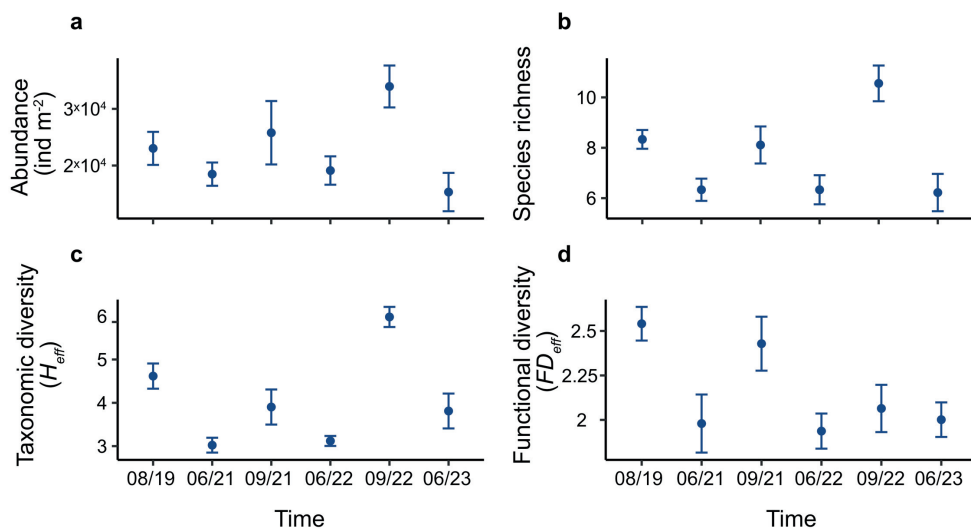 a
Abundance
(ind m⁻²)
3×10⁴
2×10⁴
b
Species richness
10
8
6
c
Taxonomic diversity
(H_eff)
6
5
4
3
08/19 06/21 09/21 06/22 09/22 06/23
Time
d
Functional diversity
(FD_eff)
2.5
2.25
2
08/19 06/21 09/21 06/22 09/22 06/23
Time